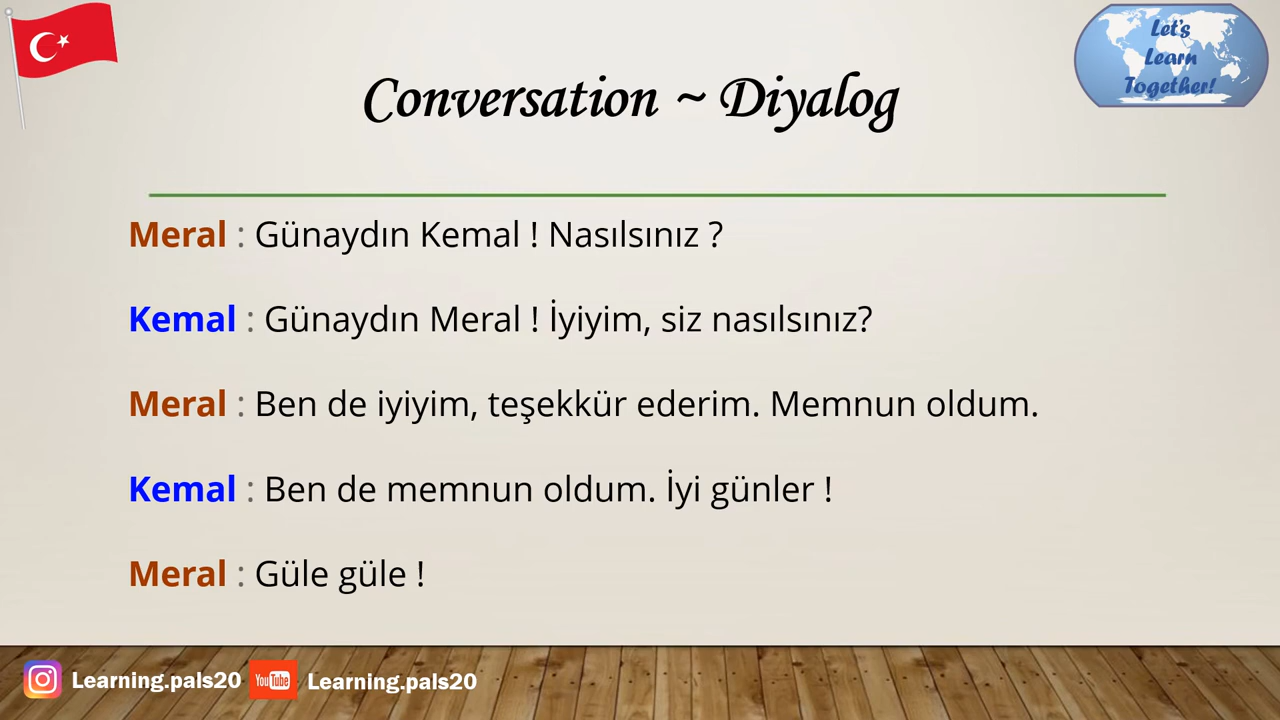 Let's
Learn
Together!
Conversation ~ Diyalog
Meral : Günaydın Kemal ! Nasılsınız ?
Kemal : Günaydın Meral ! İyiyim, siz nasılsınız?
Meral : Ben de iyiyim, teşekkür ederim. Memnun oldum.
Kemal : Ben de memnun oldum. İyi günler !
Meral : Güle güle !
Learning.pals20 YouTube Learning.pals20